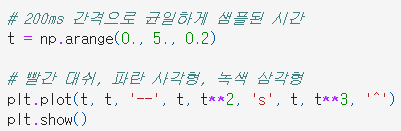 # 200ms 간격으로 균일하게 샘플된 시간
t = np.arange(0., 5., 0.2)
# 빨간 대쉬, 파란 사각형, 녹색 삼각형
plt.plot(t, t, '--', t, t**2, 's', t, t**3, '^')
plt.show()